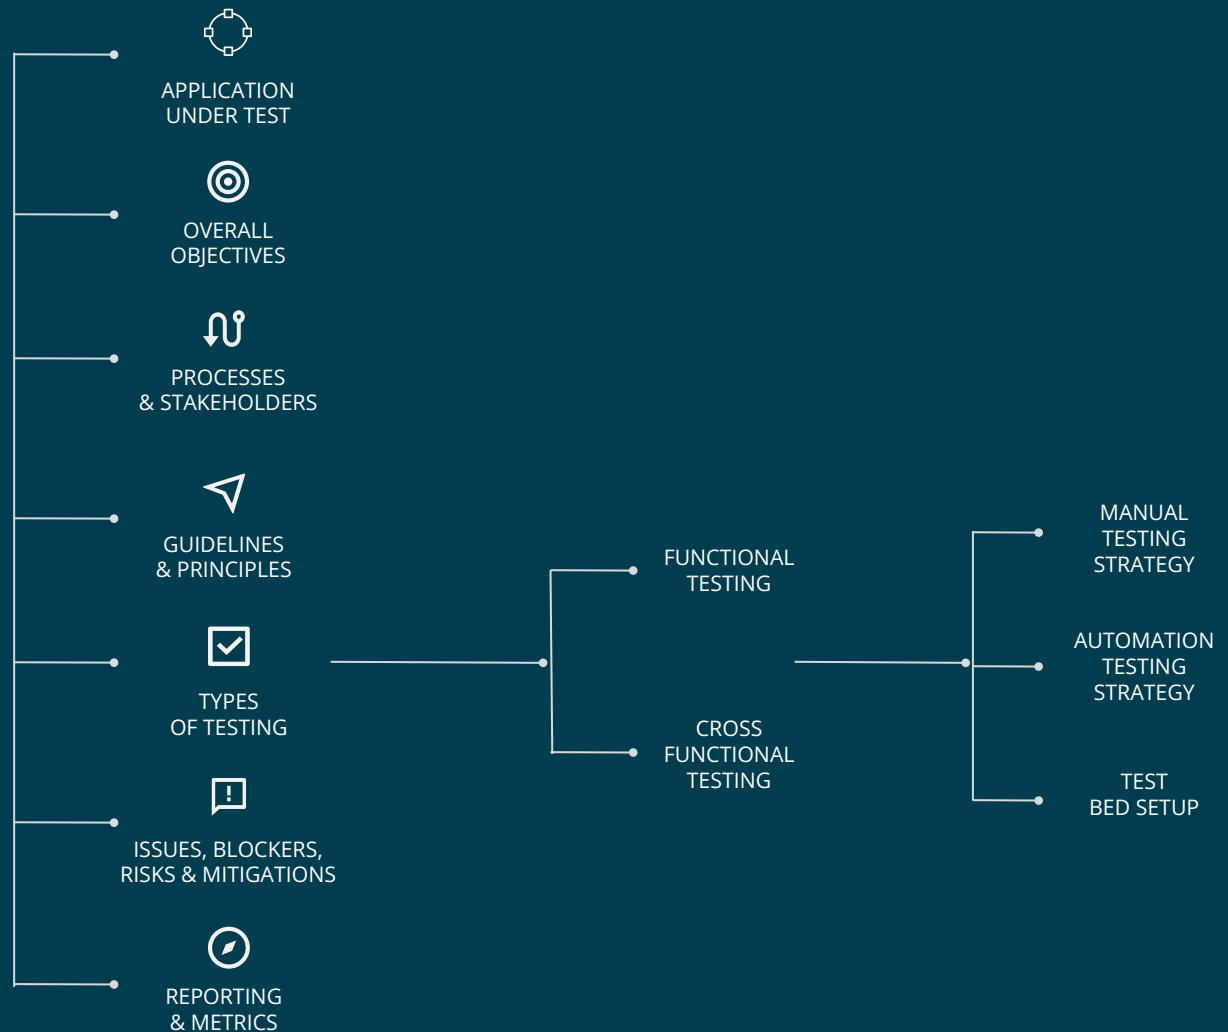 APPLICATION
UNDER TEST
OVERALL
OBJECTIVES
PROCESSES
& STAKEHOLDERS
GUIDELINES
& PRINCIPLES
TYPES
OF TESTING
ISSUES, BLOCKERS,
RISKS & MITIGATIONS
REPORTING
& METRICS
FUNCTIONAL
TESTING
CROSS
FUNCTIONAL
TESTING
MANUAL
TESTING
STRATEGY
AUTOMATION
TESTING
STRATEGY
TEST
BED SETUP